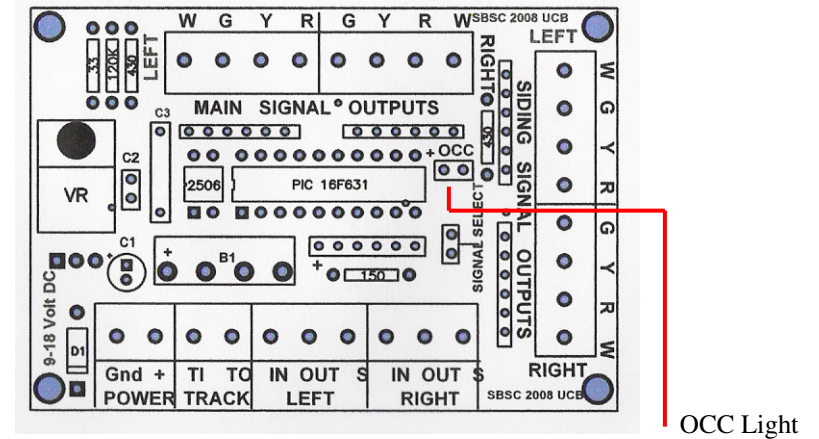 W G Y R G Y R W SBSC 2008 UCB
LEFT
33
120K
430
LEFT
RIGHT
MAIN SIGNAL OUTPUTS
C3
430
SIDING SIGNAL OUTPUTS
W
G
Y
R
+ OCC
C2
2506
PIC 16F631
VR
SIGNAL SELECT
C1
+
+ B1
G
Y
R
W
+ 150
9-18 Volt DC
D1
Gnd + TI TO IN OUT S IN OUT S
POWER TRACK LEFT RIGHT
RIGHT
SBSC 2008 UCB
OCC Light